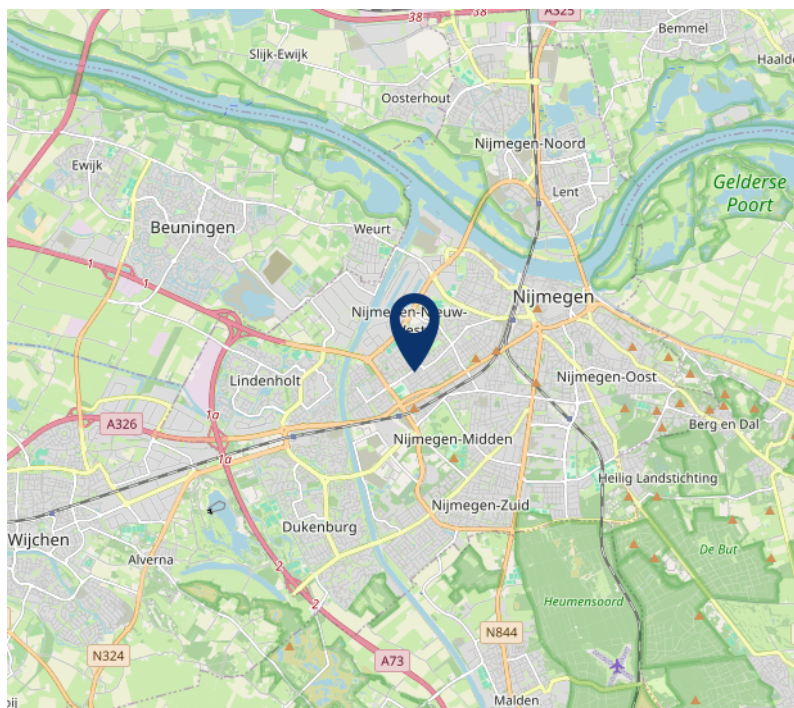 38
38
A325
Bemmel
Slijk-Ewijk
Haalde
Oosterhout
Nijmegen-Noord
Ewijk
Lent
Gelderse
Poort
Beuningen
Weurt
1
1
Nijmegen
Nijmegen-Nieuw-
West
Lindenholt
Nijmegen-Oost
1a
A326
Berg en Dal
Nijmegen-Midden
1a
Heilig Landstichting
Nijmegen-Zuid
Dukenburg
Wijchen
De But
Alverna
2
2
Heumensoord
N844
N324
A73
Malden
oij